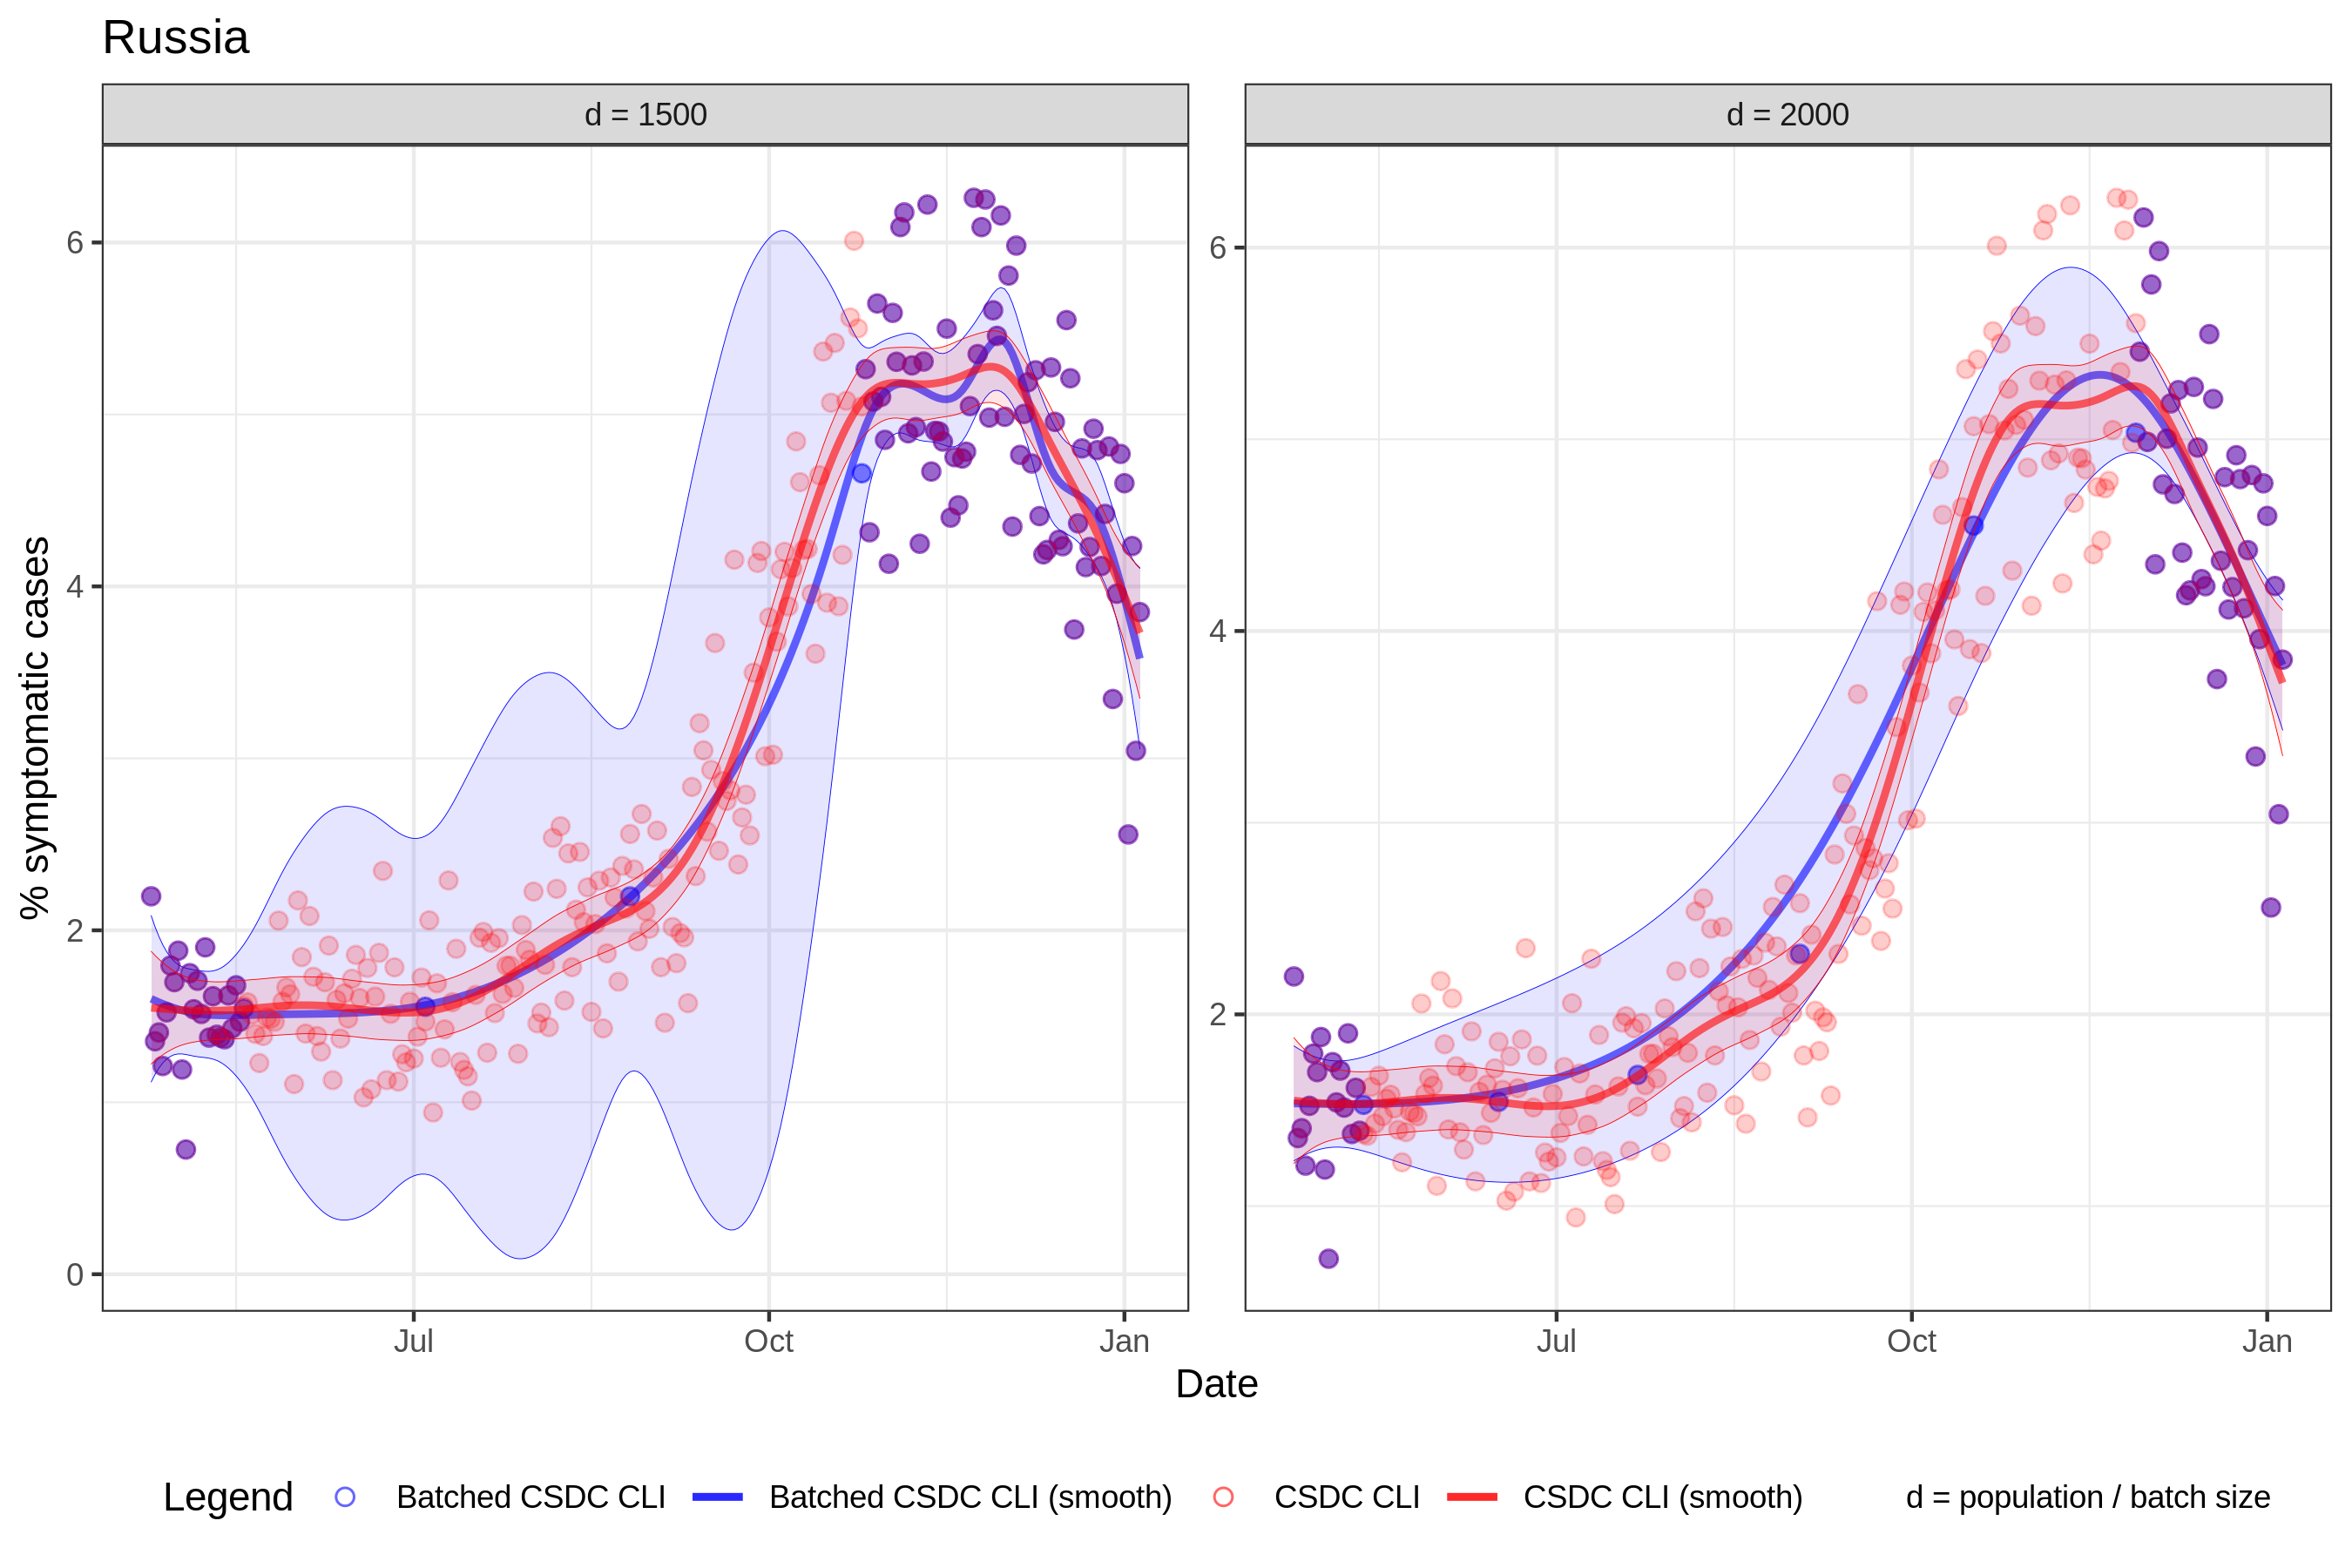 Russia
d = 1500
d = 2000
% symptomatic cases
6
4
2
0
6
4
2
Jul
Oct
Jan
Jul
Oct
Jan
Date
Legend
Batched CSDC CLI
Batched CSDC CLI (smooth)
CSDC CLI
CSDC CLI (smooth)
d = population / batch size